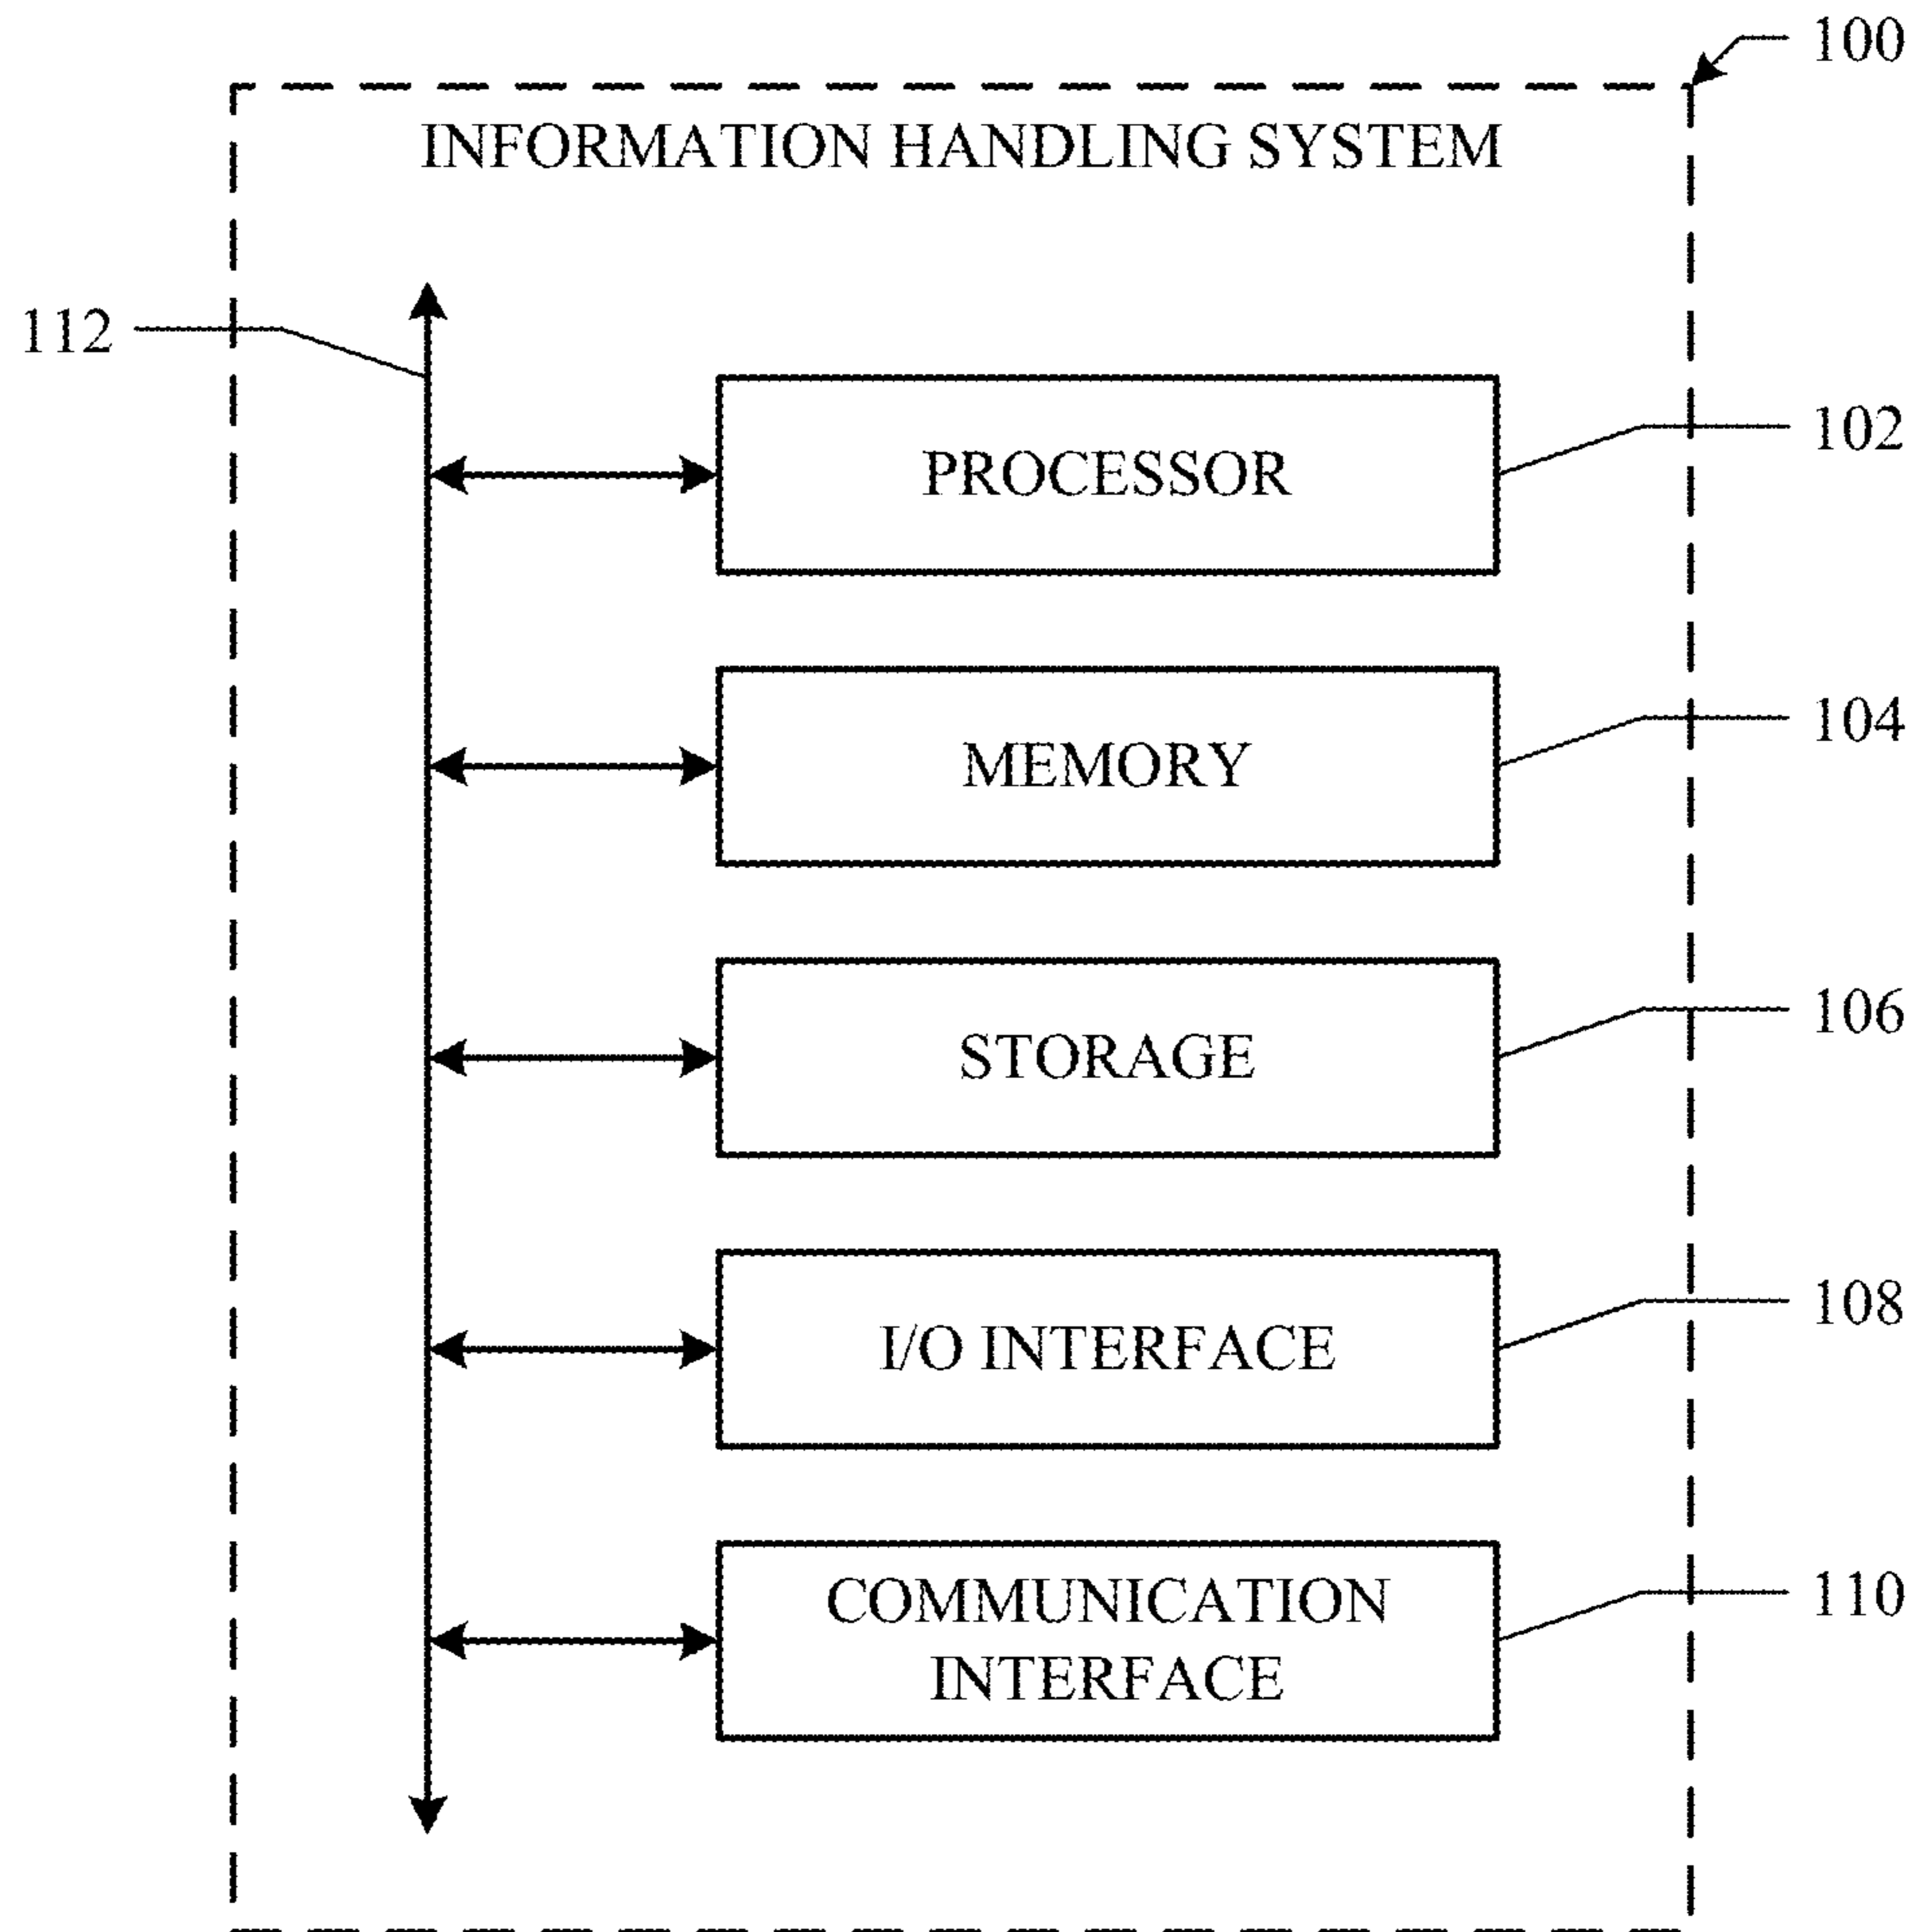 100
INFORMATION HANDLING SYSTEM
112
PROCESSOR
102
MEMORY
104
STORAGE
106
I/O INTERFACE
108
COMMUNICATION
INTERFACE
110